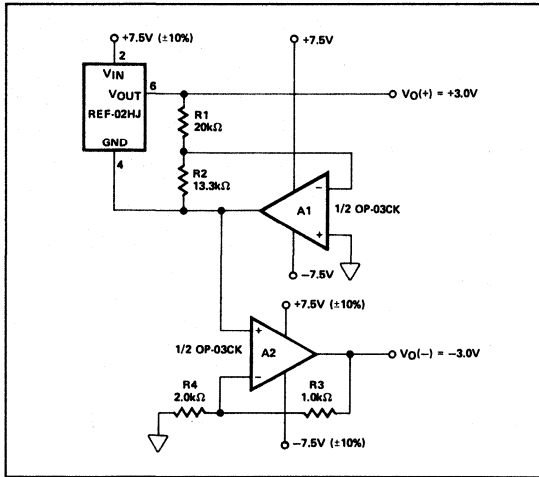 +7.5V (±10%)
+7.5V
2
VIN
VOUT
6
REF-02HJ
GND
4
VO(+) = +3.0V
R1
20kΩ
R2
13.3kΩ
−
A1
+
1/2 OP-03CK
−7.5V
+7.5V (±10%)
1/2 OP-03CK
+
A2
−
VO(−) = −3.0V
R4
2.0kΩ
R3
1.0kΩ
−7.5V (±10%)